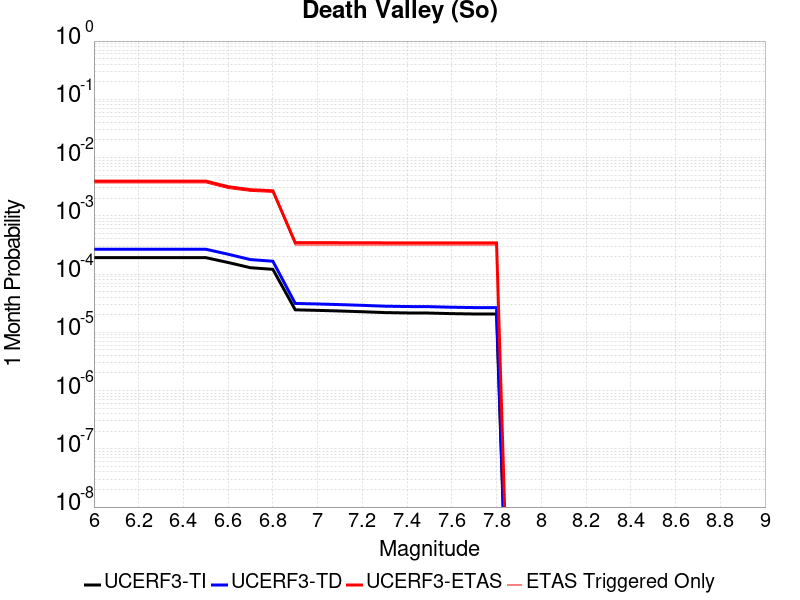 Death Valley (So)
10^0
10^-1
10^-2
10^-3
10^-4
10^-5
10^-6
10^-7
10^-8
1 Month Probability
6 6.2 6.4 6.6 6.8 7 7.2 7.4 7.6 7.8 8 8.2 8.4 8.6 8.8 9
Magnitude
UCERF3-TI UCERF3-TD UCERF3-ETAS ETAS Triggered Only